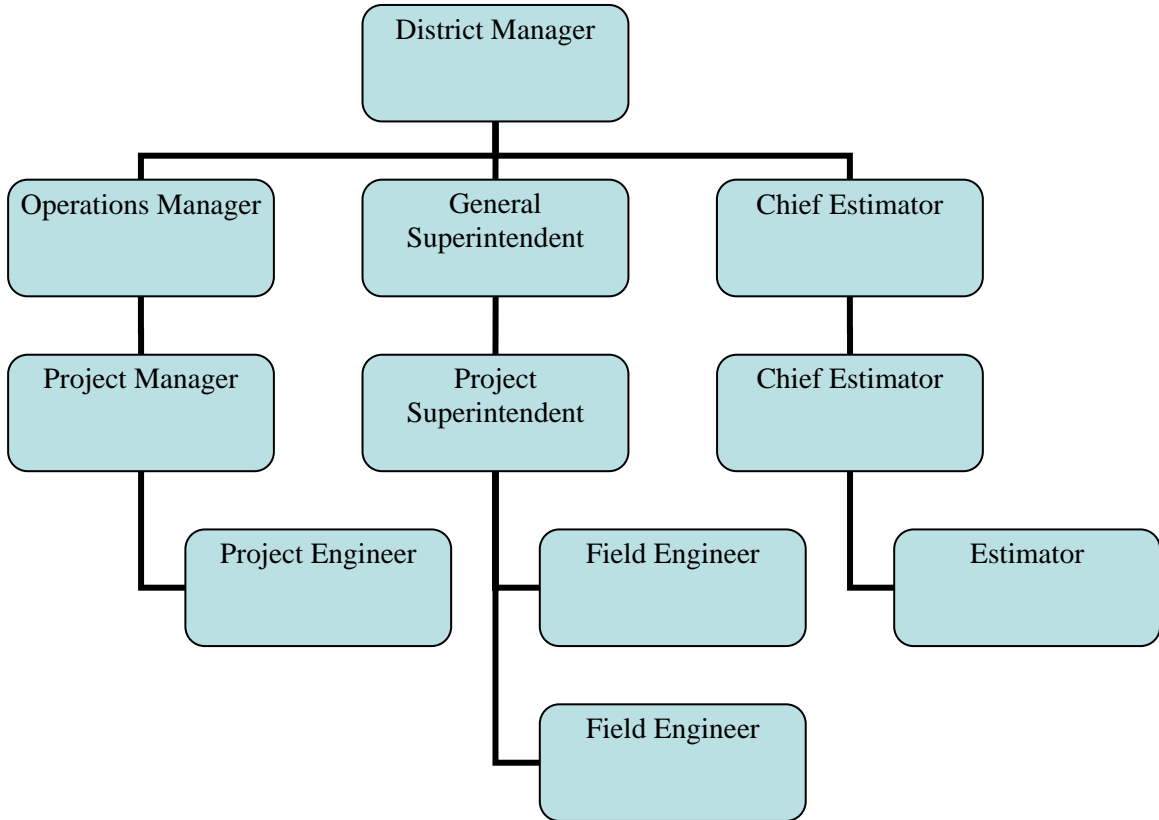 District Manager
Operations Manager
General
Superintendent
Chief Estimator
Project Manager
Project
Superintendent
Chief Estimator
Project Engineer
Field Engineer
Estimator
Field Engineer